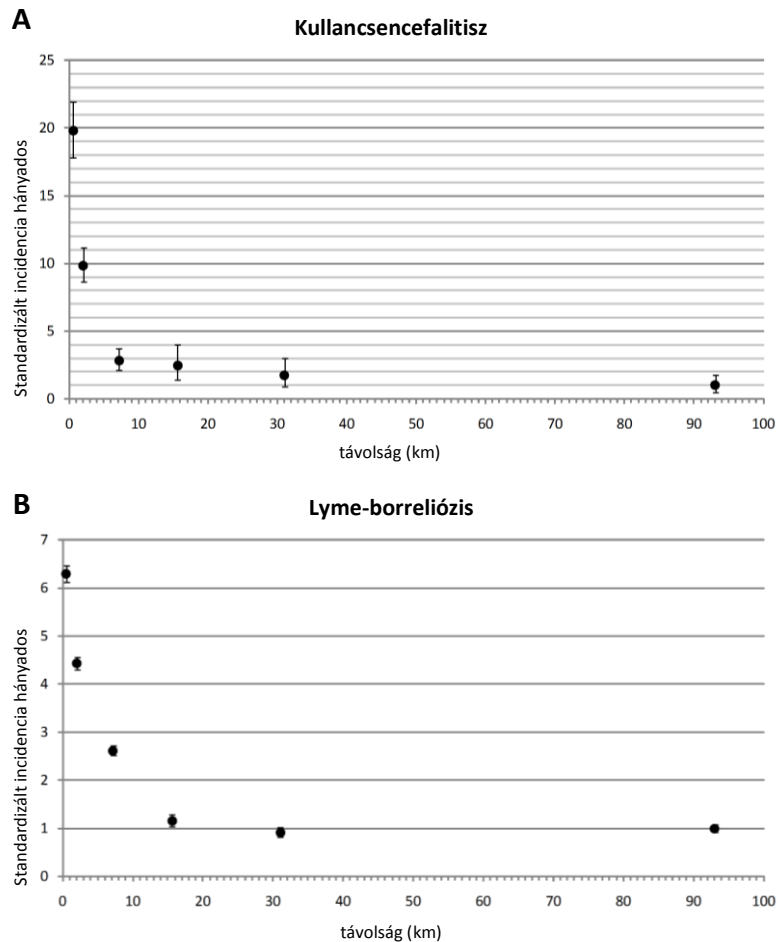 A
Kullancsencefalitisz
Standardizált incidencia hányados
25
20
15
10
5
0
0 10 20 30 40 50 60 70 80 90 100
távolság (km)
B
Lyme-borreliózis
Standardizált incidencia hányados
7
6
5
4
3
2
1
0
0 10 20 30 40 50 60 70 80 90 100
távolság (km)